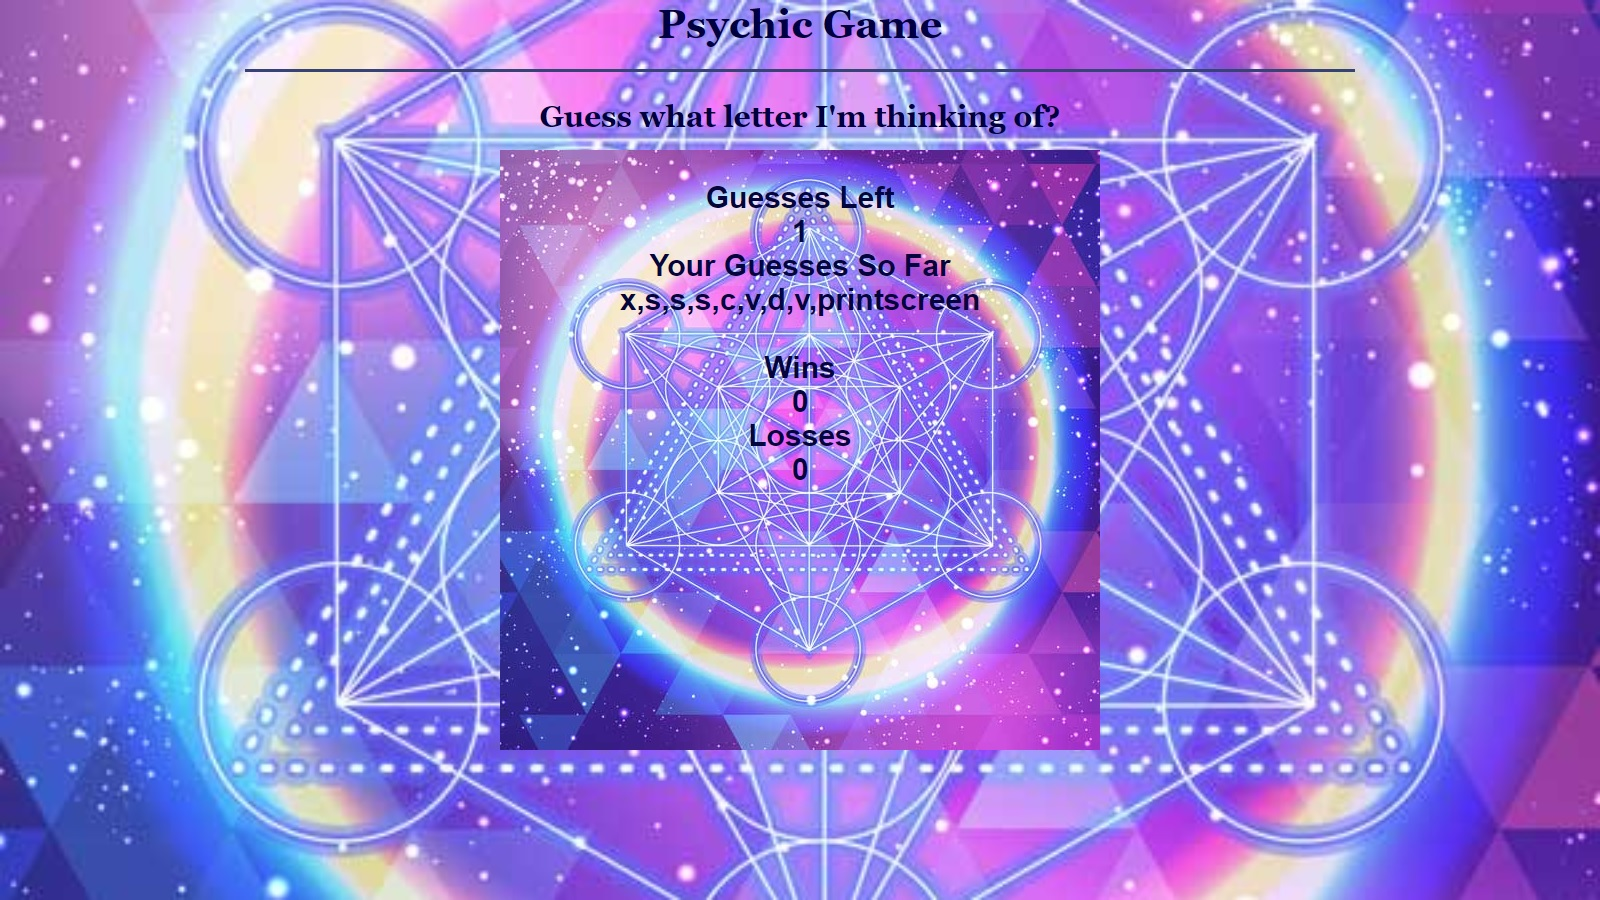 Psychic Game
Guess what letter I'm thinking of?
Guesses Left
1
Your Guesses So Far
x,s,s,s,c,v,d,v,printscreen
Wins
0
Losses
0